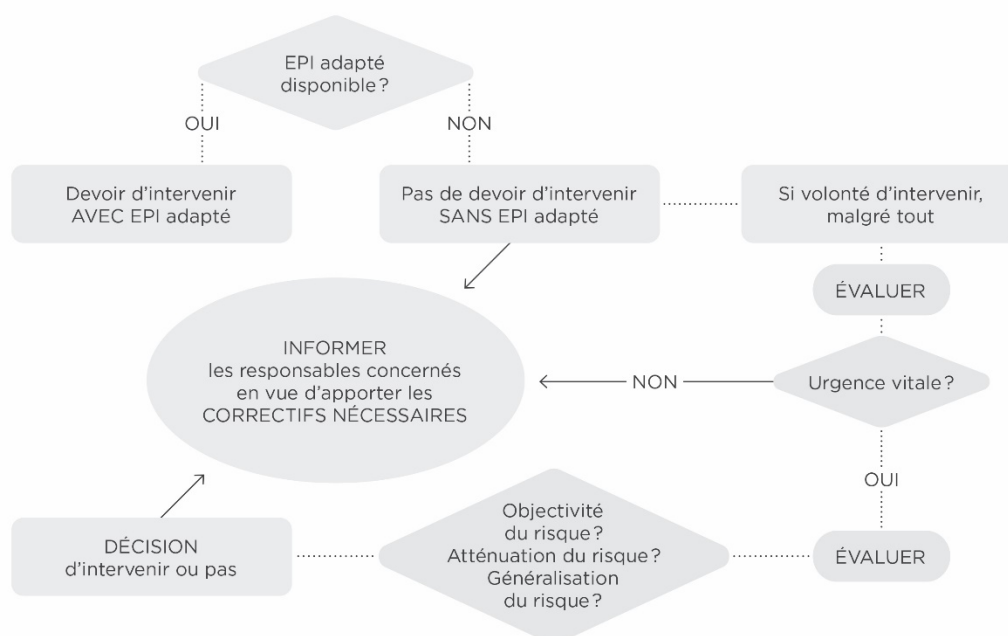 EPI adapté
disponible ?
OUI
NON
Devoir d’intervenir
AVEC EPI adapté
Pas de devoir d’intervenir
SANS EPI adapté
Si volonté d’intervenir,
malgré tout
ÉVALUER
INFORMER
les responsables concernés
en vue d’apporter les
CORRECTIFS NÉCESSAIRES
NON
Urgence vitale ?
OUI
DÉCISION
d’intervenir ou pas
Objectivité
du risque ?
Atténuation du risque ?
Généralisation
du risque ?
ÉVALUER